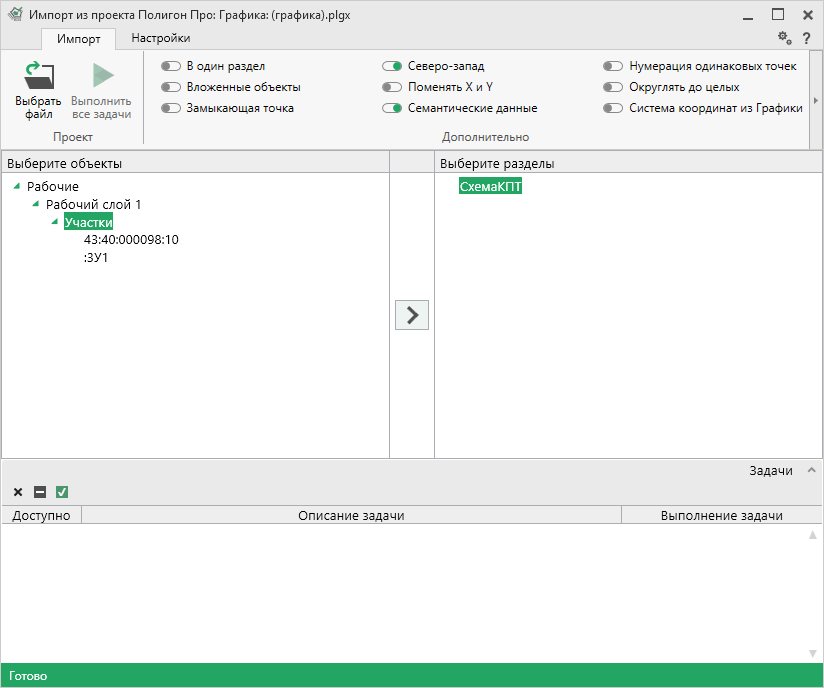 Импорт из проекта Полигон Про: Графика: (графика).plgx
Импорт
Настройки
?
Выбрать файл
Выполнить все задачи
Проект
В один раздел
Вложенные объекты
Замыкающая точка
Северо-запад
Поменять X и Y
Семантические данные
Нумерация одинаковых точек
Округлять до целых
Система координат из Графики
Дополнительно
Выберите объекты
Выберите разделы
Рабочие
Рабочий слой 1
Участки
43:40:000098:10
:ЗУ1
СхемаКПТ
Задачи
Доступно
Описание задачи
Выполнение задачи
Готово